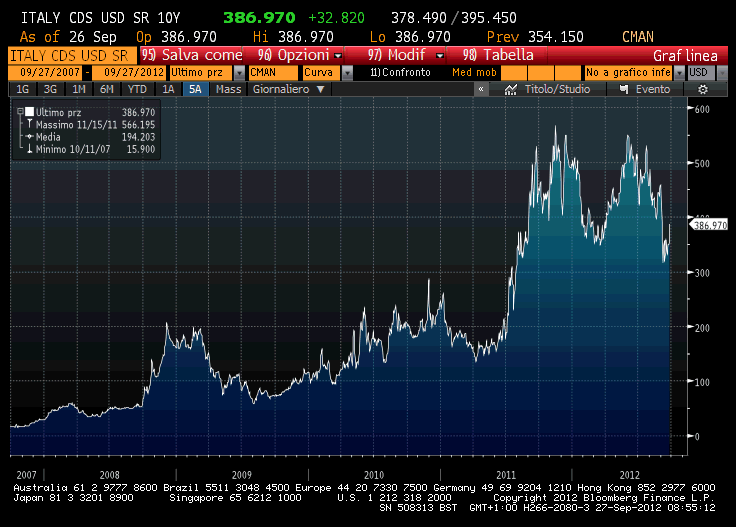 ITALY CDS USD SR 10Y 386.970 +32.820 378.490 /395.450
As of 26 Sep Op 386.970 Hi 386.970 Lo 386.970 Prev 354.150 CMAN
ITALY CDS USD SR 95) Salva come 96) Opzioni 97) Modif 98) Tabella Graf linea
09/27/2007 - 09/27/2012 Ultimo prz CMAN Curva 11) Confronto Med mob No a grafico infe USD
1G 3G 1M 6M YTD 1A 5A Mass Giornaliero ▼ « Titolo/Studio Evento
Ultimo prz 386.970
Massimo 11/15/11 566.195
Media 194.203
Minimo 10/11/07 15.900
600
500
400
386.970
300
200
100
0
2007 2008 2009 2010 2011 2012
Australia 61 2 9777 8600 Brazil 5511 3048 4500 Europe 44 20 7330 7500 Germany 49 69 9204 1210 Hong Kong 852 2977 6000
Japan 81 3 3201 8900 Singapore 65 6212 1000 U.S. 1 212 318 2000 Copyright 2012 Bloomberg Finance L.P.
SN 508313 BST GMT+1:00 H266-2080-3 27-Sep-2012 08:55:12